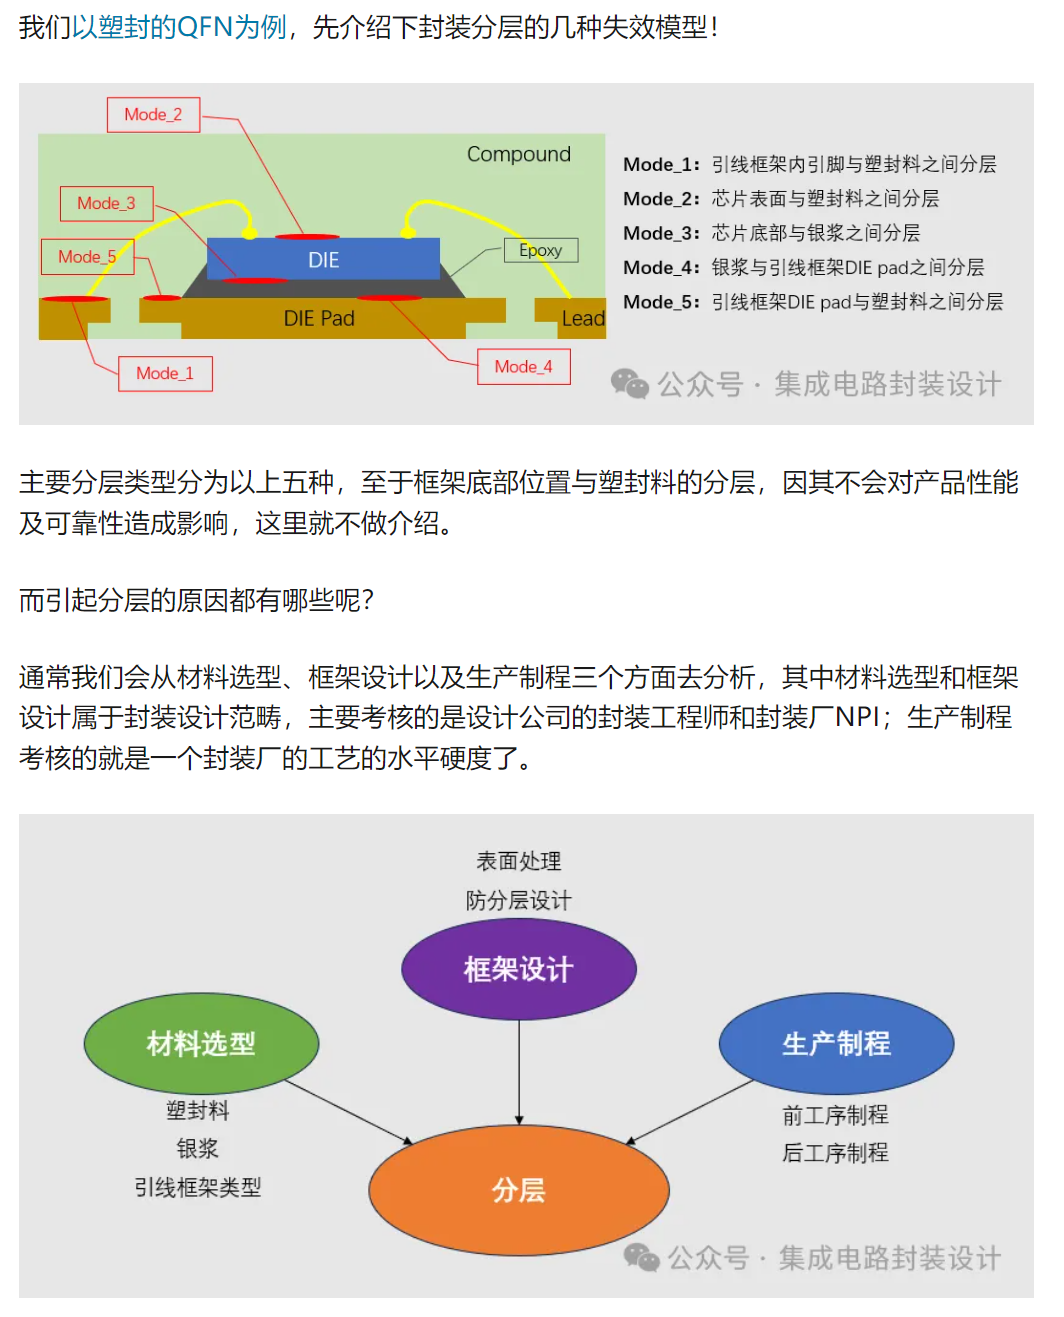 我们以塑封的QFN为例，先介绍下封装分层的几种失效模型！
Mode_2
Compound
Mode_3
Mode_5
Epoxy
DIE
DIE Pad
Lead
Mode_1
Mode_4
Mode_1：引线框架内引脚与塑封料之间分层
Mode_2：芯片表面与塑封料之间分层
Mode_3：芯片底部与银浆之间分层
Mode_4：银浆与引线框架DIE pad之间分层
Mode_5：引线框架DIE pad与塑封料之间分层
公众号 · 集成电路封装设计
主要分层类型分为以上五种，至于框架底部位置与塑封料的分层，因其不会对产品性能
及可靠性造成影响，这里就不做介绍。
而引起分层的原因都有哪些呢？
通常我们会从材料选型、框架设计以及生产制程三个方面去分析，其中材料选型和框架
设计属于封装设计范畴，主要考核的是设计公司的封装工程师和封装厂NPI；生产制程
考核的就是一个封装厂的工艺的水平硬度了。
表面处理
防分层设计
框架设计
材料选型
塑封料
银浆
引线框架类型
生产制程
前工序制程
后工序制程
分层
公众号 · 集成电路封装设计